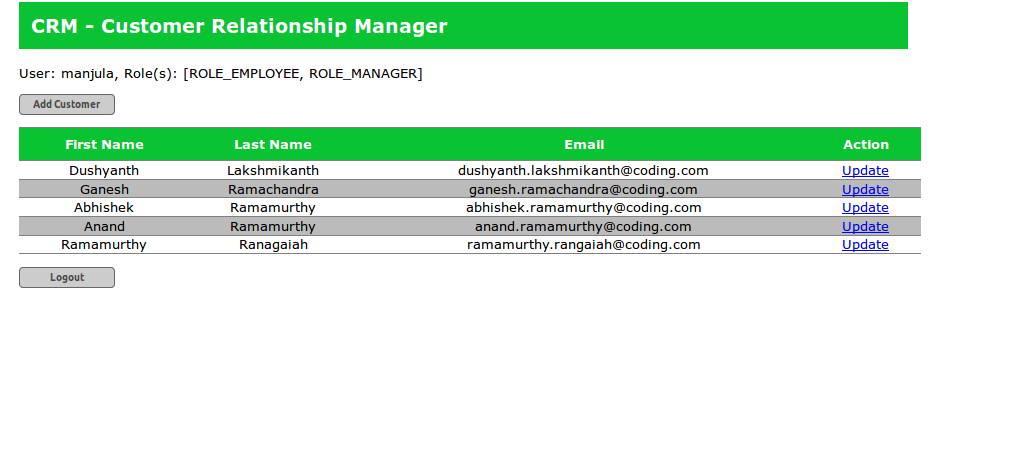 CRM - Customer Relationship Manager
User: manjula, Role(s): [ROLE_EMPLOYEE, ROLE_MANAGER]
Add Customer
First Name Last Name Email Action
Dushyanth Lakshmikanth dushyanth.lakshmikanth@coding.com Update
Ganesh Ramachandra ganesh.ramachandra@coding.com Update
Abhishek Ramamurthy abhishek.ramamurthy@coding.com Update
Anand Ramamurthy anand.ramamurthy@coding.com Update
Ramamurthy Ranagaiah ramamurthy.rangaiah@coding.com Update
Logout